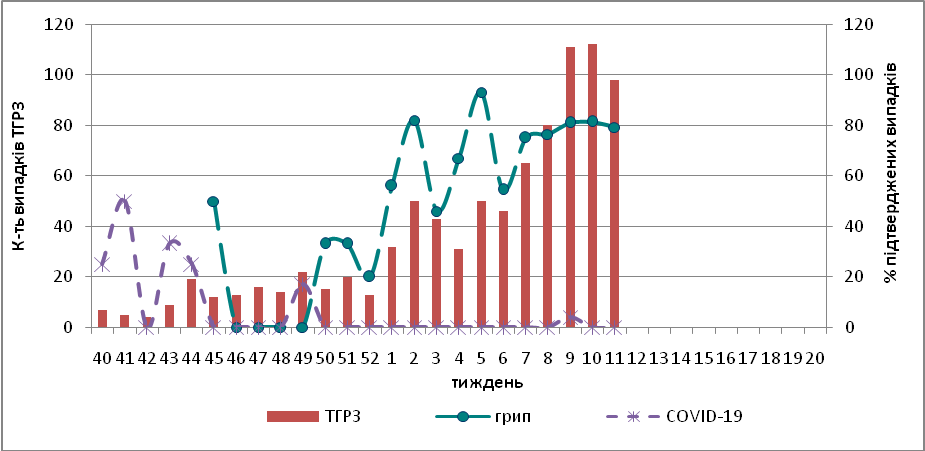 120
100
80
60
40
20
0
К-ть випадків ТГРЗ
120
100
80
60
40
20
0
% підтверджених випадків
40 41 42 43 44 45 46 47 48 49 50 51 52 1 2 3 4 5 6 7 8 9 10 11 12 13 14 15 16 17 18 19 20
тиждень
ТГРЗ грип COVID-19